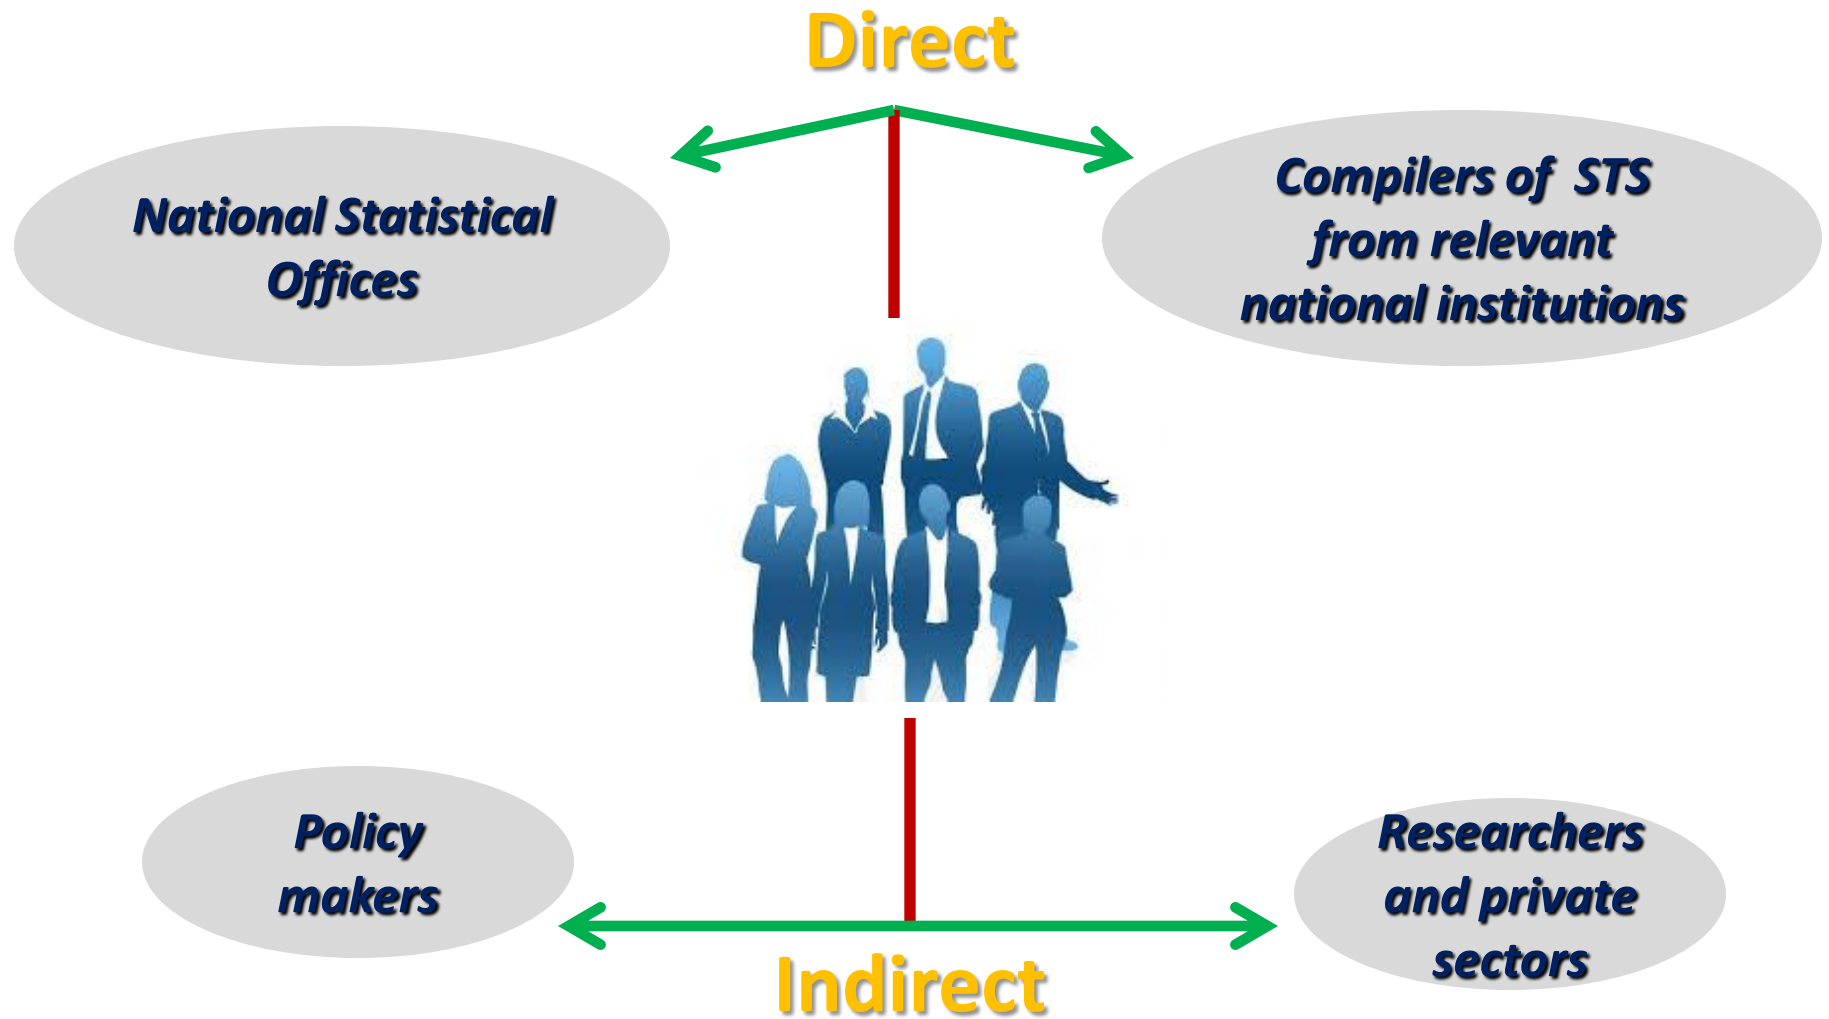 Direct
National Statistical
Offices
Compilers of STS
from relevant
national institutions
Policy
makers
Researchers
and private
sectors
Indirect